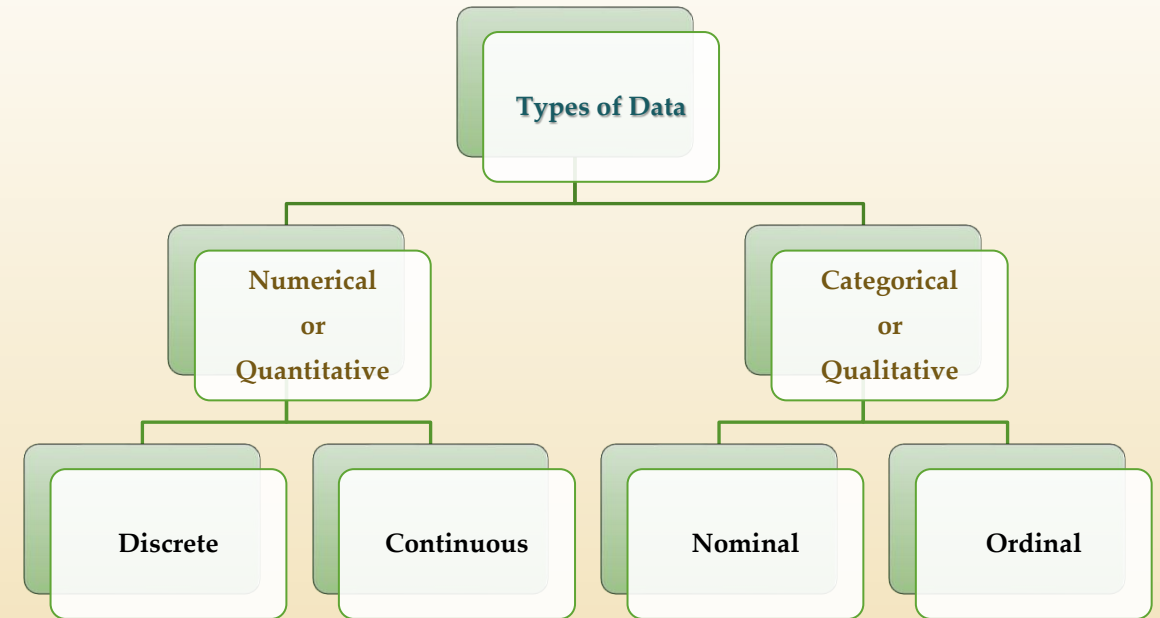 Types of Data
Numerical
or
Quantitative
Categorical
or
Qualitative
Discrete
Continuous
Nominal
Ordinal